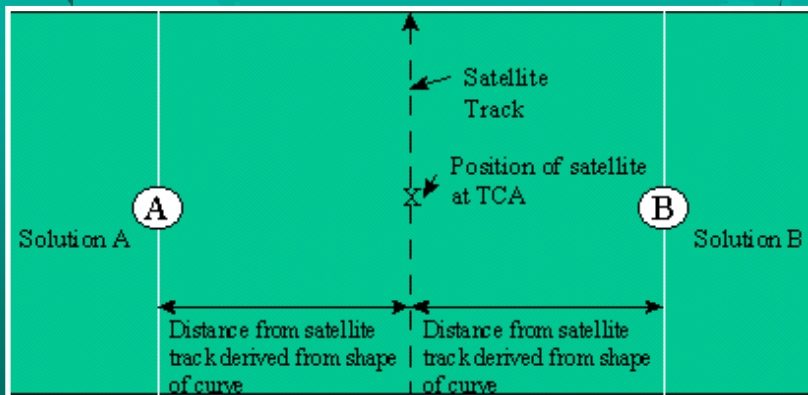 Satellite
Track
Position of satellite
at TCA
X
A
B
Solution A
Solution B
Distance from satellite
track derived from shape
of curve
Distance from satellite
track derived from shape
of curve